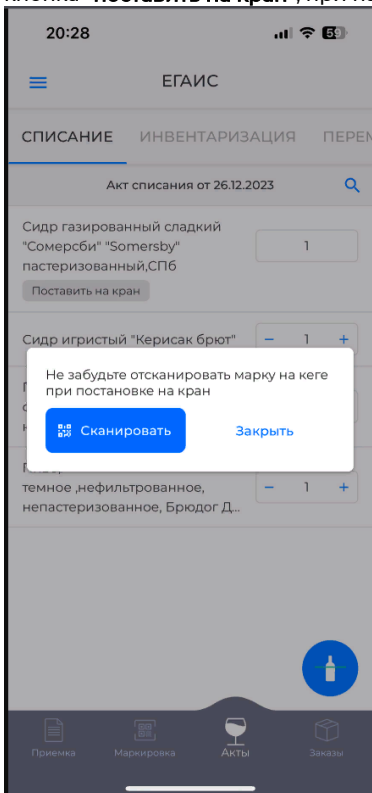 20:28
59
ЕГАИС
СПИСАНИЕ ИНВЕНТАРИЗАЦИЯ
Акт списания от 26.12.2023
Сидр газированный сладкий
"Сомерсби" "Somersby"
пастеризованный,СПб
1
Поставить на кран
Сидр игристый "Керисак брют"
− 1 +
Не забудьте отсканировать марку на кеге
при постановке на кран
Сканировать Закрыть
темное ,нефильтрованное,
непастеризованное, Брюдог Д...
− 1 +
Приемка Маркировка Акты Заказы